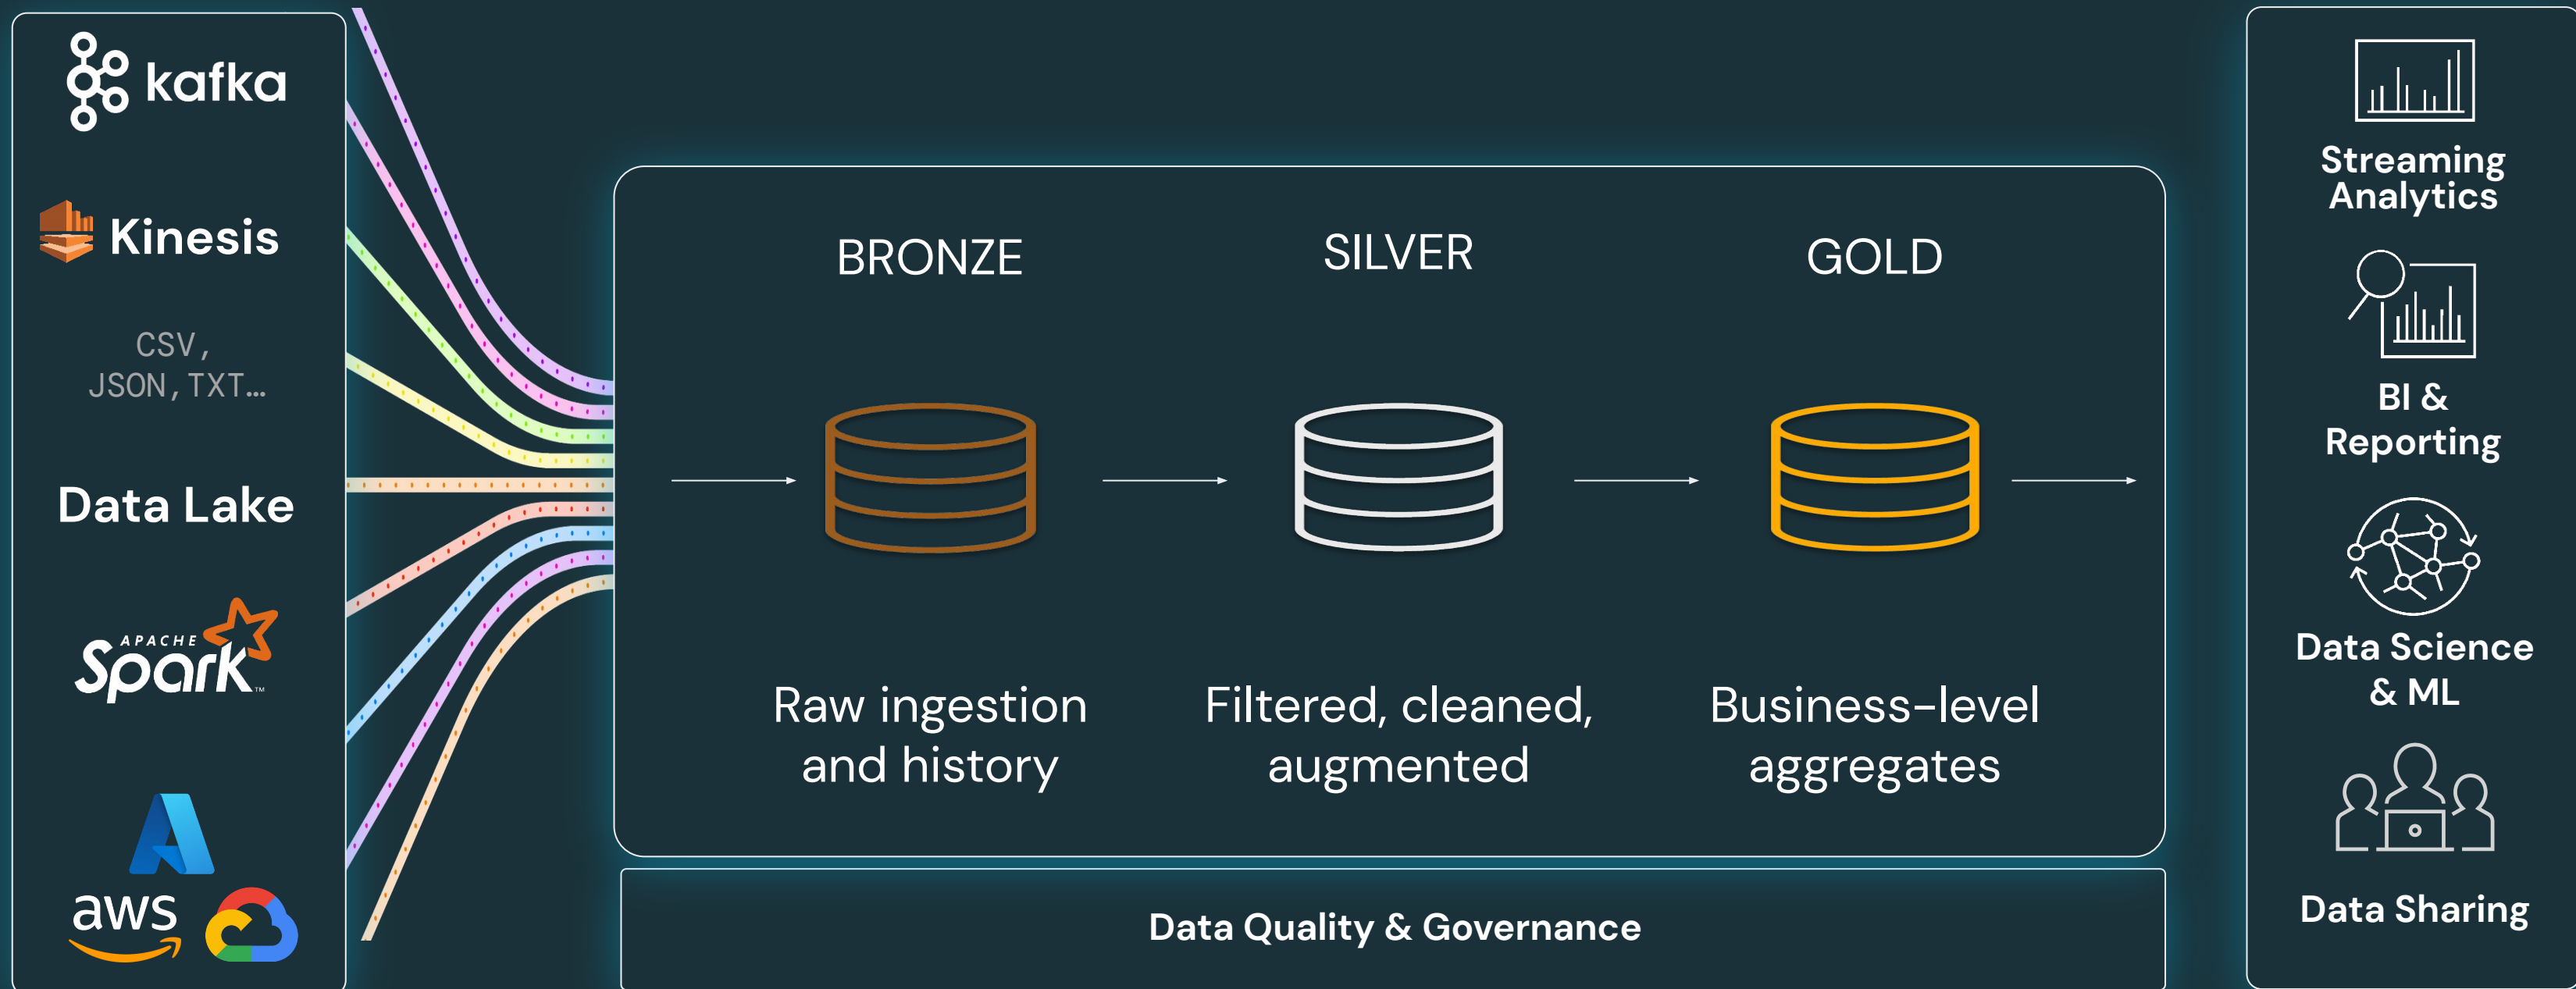 kafka
Kinesis
CSV,
JSON, TXT…
Data Lake
APACHE
Spark™
aws
BRONZE
SILVER
GOLD
Raw ingestion
and history
Filtered, cleaned,
augmented
Business-level
aggregates
Data Quality & Governance
Streaming
Analytics
BI &
Reporting
Data Science
& ML
Data Sharing